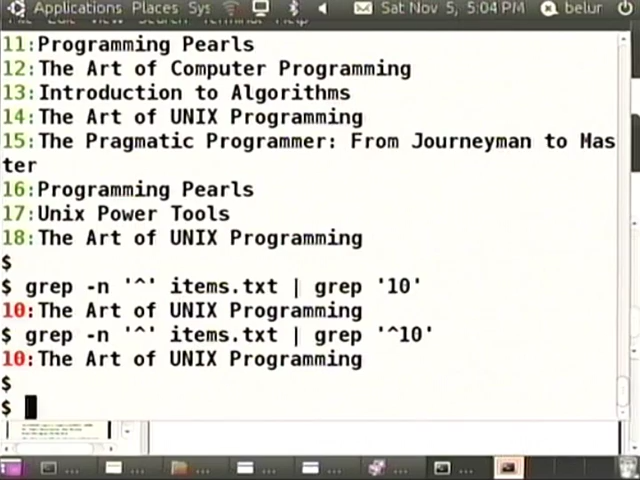 Applications Places Sys Sat Nov 5, 5:04 PM belur
11:Programming Pearls
12:The Art of Computer Programming
13:Introduction to Algorithms
14:The Art of UNIX Programming
15:The Pragmatic Programmer: From Journeyman to Mas
ter
16:Programming Pearls
17:Unix Power Tools
18:The Art of UNIX Programming
$
$ grep -n '^' items.txt | grep '10'
10:The Art of UNIX Programming
$ grep -n '^' items.txt | grep '^10'
10:The Art of UNIX Programming
$
$
... ... ... ... ... ... ...